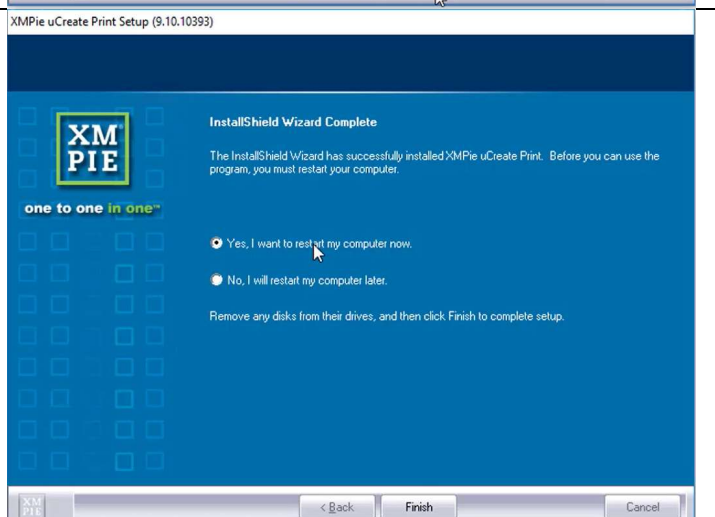 XMPie uCreate Print Setup (9.10.10393)
XM
PIE
one to one in one™
InstallShield Wizard Complete
The InstallShield Wizard has successfully installed XMPie uCreate Print. Before you can use the
program, you must restart your computer.
Yes, I want to restart my computer now.
No, I will restart my computer later.
Remove any disks from their drives, and then click Finish to complete setup.
XM
PIE
< Back
Finish
Cancel